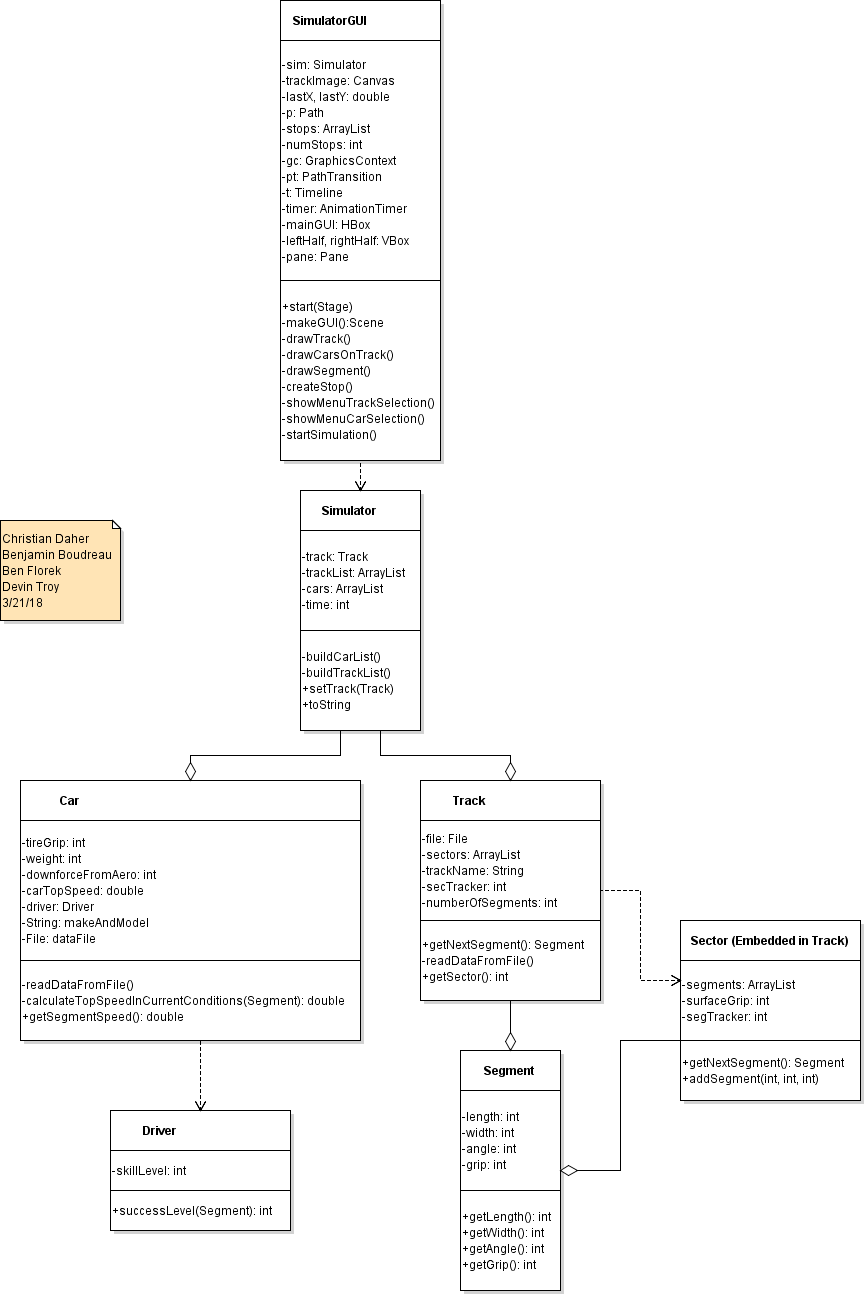 SimulatorGUI
-sim: Simulator
-trackImage: Canvas
-lastX, lastY: double
-p: Path
-stops: ArrayList
-numStops: int
-gc: GraphicsContext
-pt: PathTransition
-t: Timeline
-timer: AnimationTimer
-mainGUI: HBox
-leftHalf, rightHalf: VBox
-pane: Pane
+start(Stage)
-makeGUI():Scene
-drawTrack()
-drawCarsOnTrack()
-drawSegment()
-createStop()
-showMenuTrackSelection()
-showMenuCarSelection()
-startSimulation()
Christian Daher
Benjamin Boudreau
Ben Florek
Devin Troy
3/21/18
Simulator
-track: Track
-trackList: ArrayList
-cars: ArrayList
-time: int
-buildCarList()
-buildTrackList()
+setTrack(Track)
+toString
Car
-tireGrip: int
-weight: int
-downforceFromAero: int
-carTopSpeed: double
-driver: Driver
-String: makeAndModel
-File: dataFile
-readDataFromFile()
-calculateTopSpeedInCurrentConditions(Segment): double
+getSegmentSpeed(): double
Track
-file: File
-sectors: ArrayList
-trackName: String
-secTracker: int
-numberOfSegments: int
+getNextSegment(): Segment
-readDataFromFile()
+getSector(): int
Sector (Embedded in Track)
-segments: ArrayList
-surfaceGrip: int
-segTracker: int
+getNextSegment(): Segment
+addSegment(int, int, int)
Driver
-skillLevel: int
+successLevel(Segment): int
Segment
-length: int
-width: int
-angle: int
-grip: int
+getLength(): int
+getWidth(): int
+getAngle(): int
+getGrip(): int